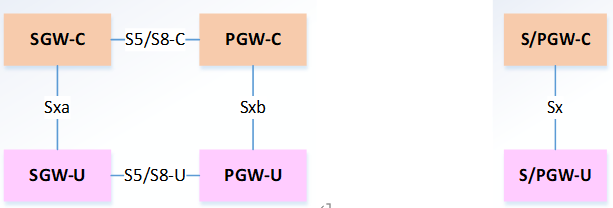 SGW-C S5/S8-C PGW-C S/PGW-C
Sxa Sxb Sx
SGW-U S5/S8-U PGW-U S/PGW-U